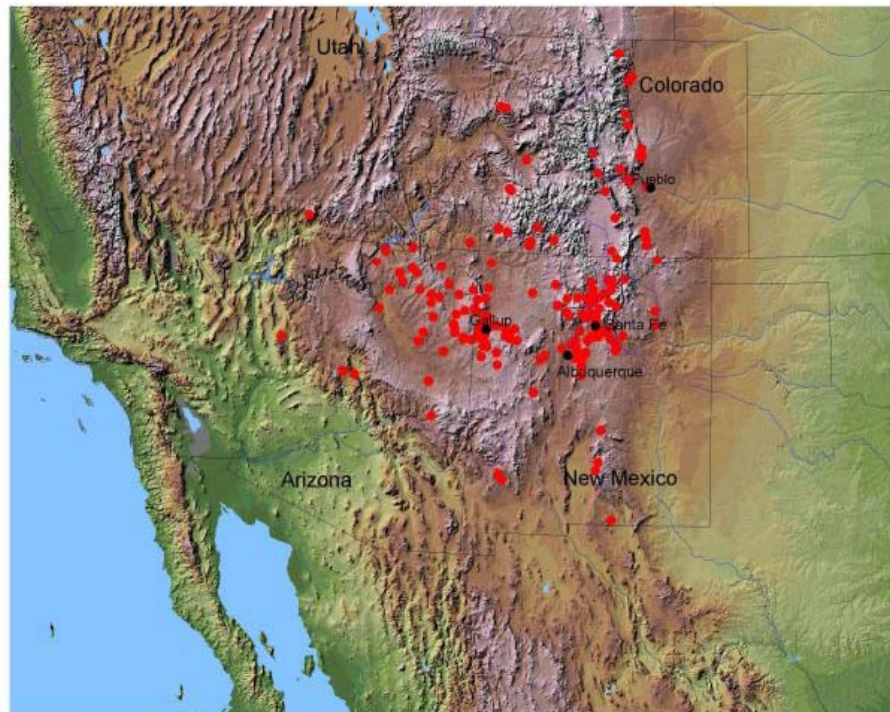 Utah
Colorado
Pueblo
Gallup
Santa Fe
Albuquerque
Arizona
New Mexico